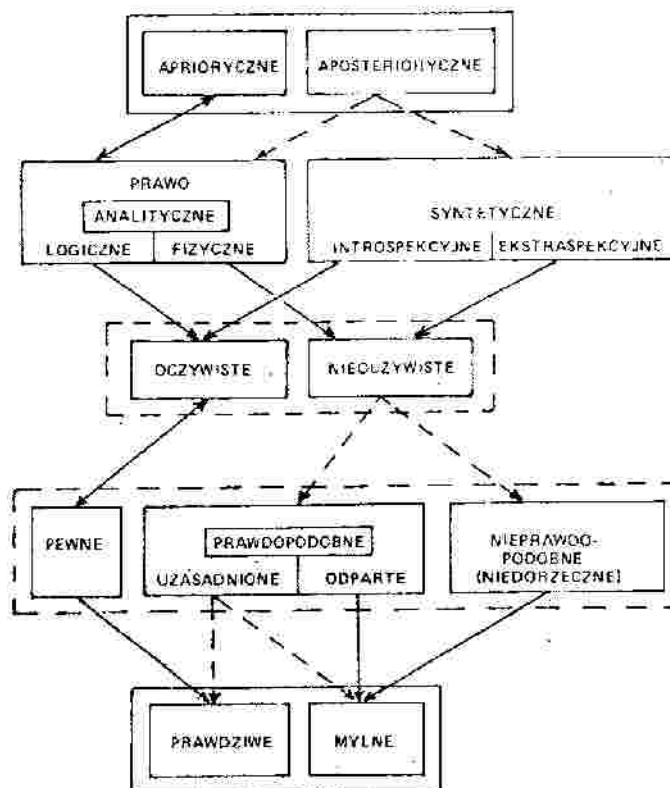 APRIORYCZNE
APOSTERIORYCZNE
PRAWO
ANALITYCZNE
LOGICZNE
FIZYCZNE
SYNTETYCZNE
INTROSPEKCYJNE
EKSTRASPEKCYJNE
OCZYWISTE
NIEOCZYWISTE
PEWNE
PRAWDOPODOBNE
UZASADNIONE
ODPARTE
NIEPRAWDO-
PODOBNE
(NIEDORZECZNE)
PRAWDZIWE
MYLNE